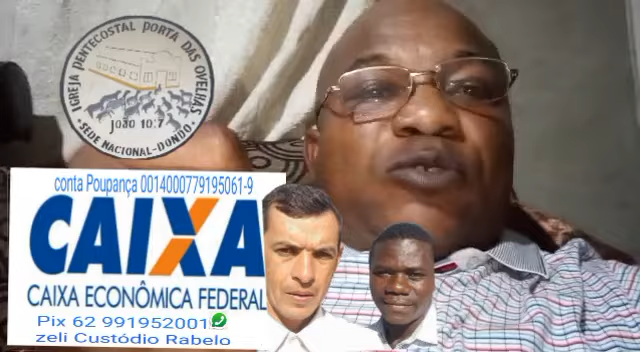 IGREJA PENTECOSTAL PORTA DAS OVELHAS
JOÃO 10:7
* SEDE NACIONAL-DONDO *
conta Poupança 0014000779195061-9
CAIXA
CAIXA ECONÔMICA FEDERAL
Pix 62 991952001
zeli Custódio Rabelo